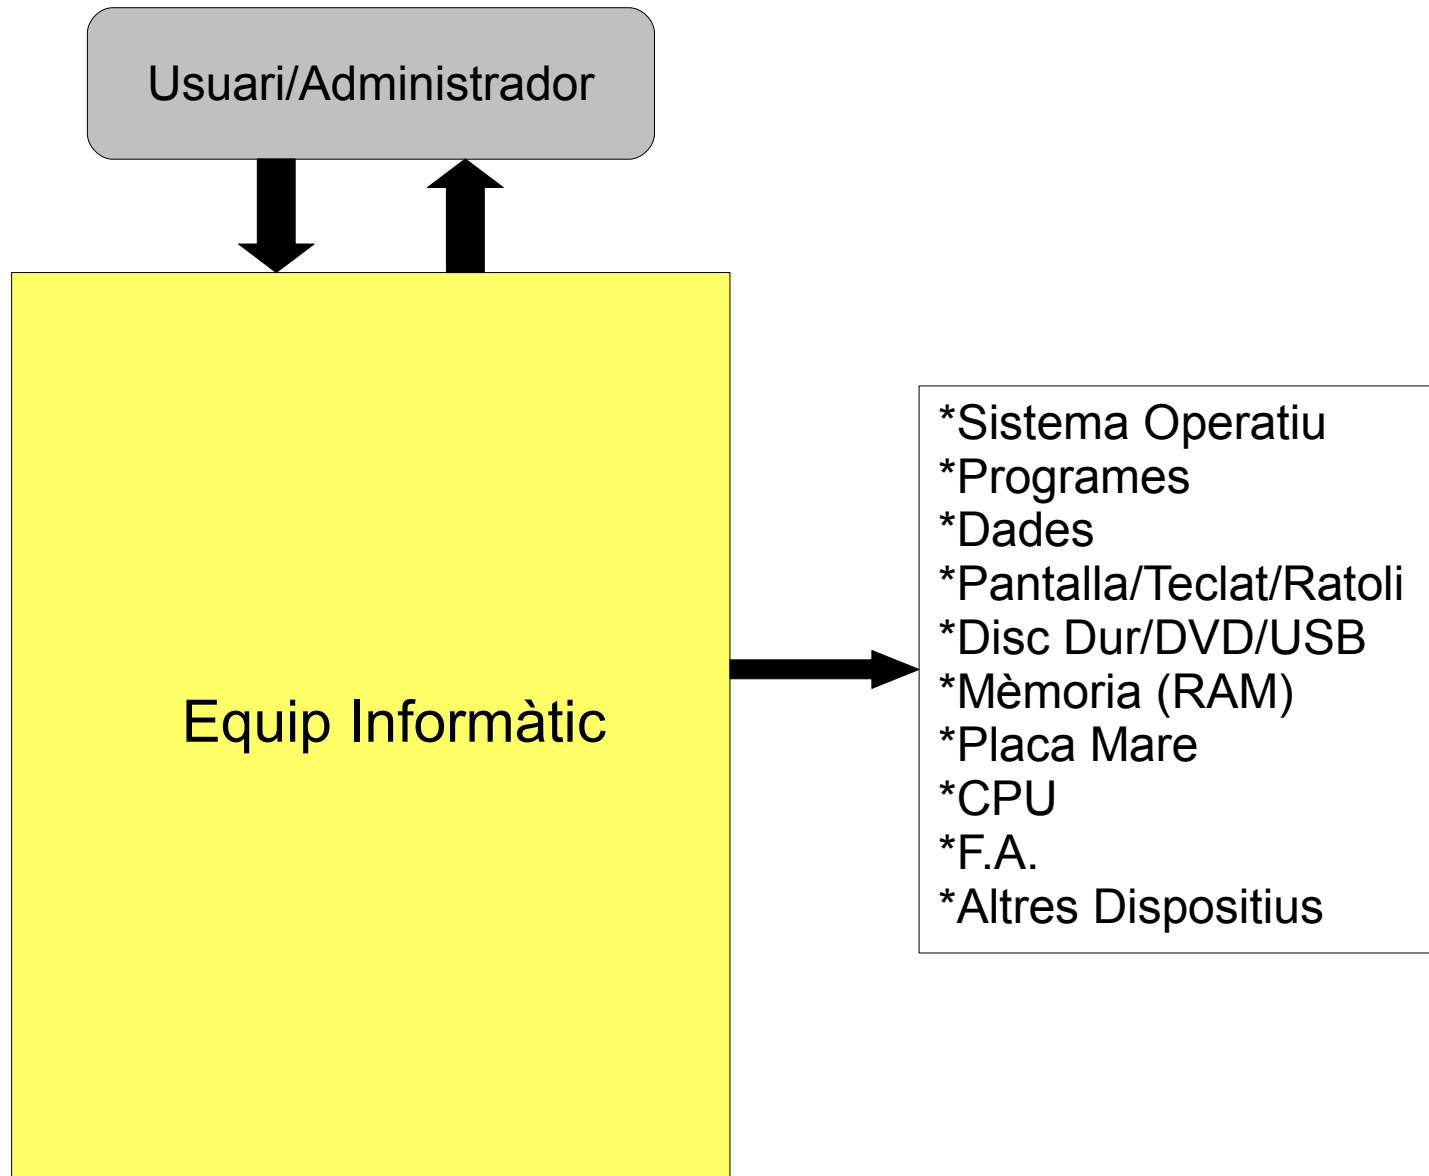 Usuari/Administrador
Equip Informàtic
*Sistema Operatiu
*Programes
*Dades
*Pantalla/Teclat/Ratoli
*Disc Dur/DVD/USB
*Mèmoria (RAM)
*Placa Mare
*CPU
*F.A.
*Altres Dispositius